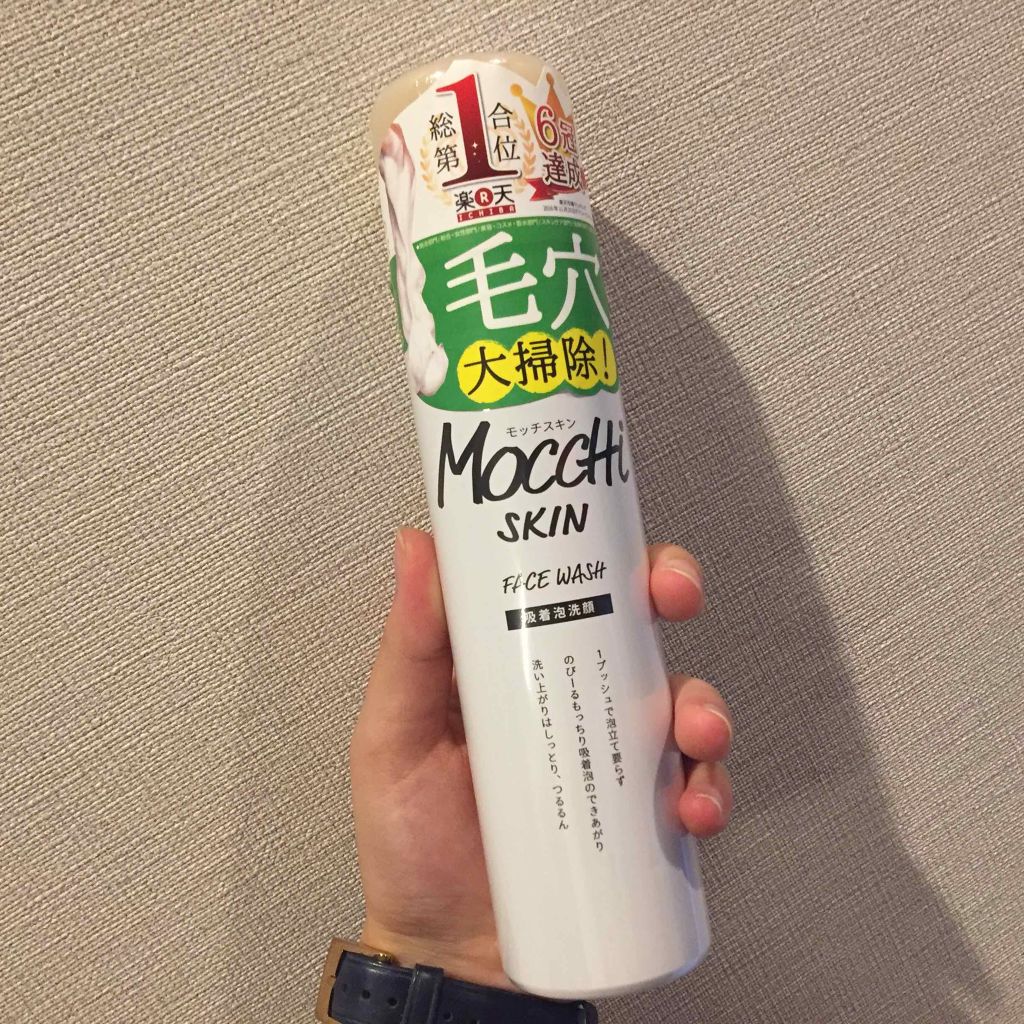 総合
第1位
楽R天
ICHIBA
6冠
達成
毛穴
大掃除!
モッチスキン
MOCCHi
SKIN
FACE WASH
吸着泡洗顔
1プッシュで泡立て要らず
のびーるもっちり吸着泡のできあがり
洗い上がりはしっとり、つるるん